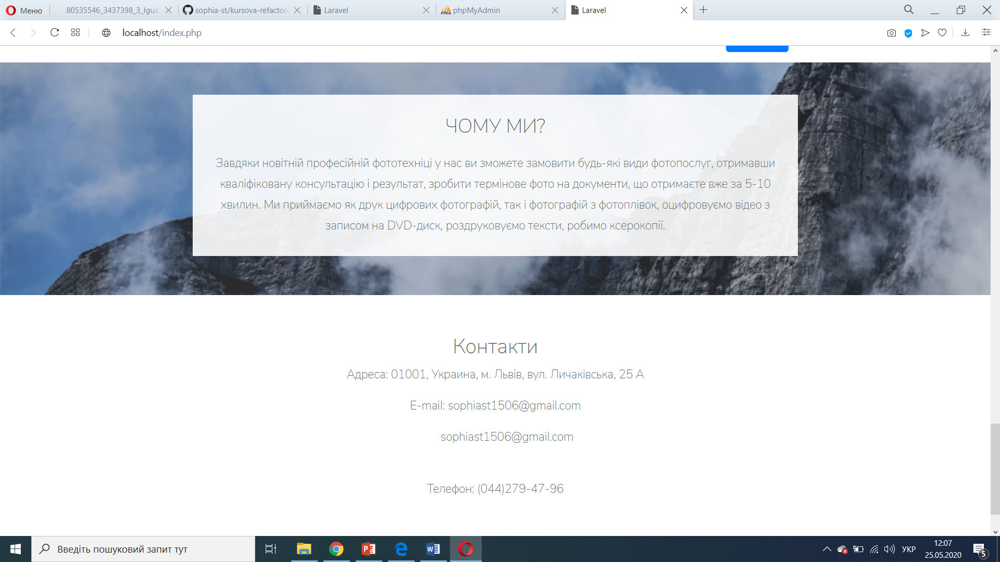 Меню
80535546_3437398_3_Igua
sophia-st/kursova-refactore
Laravel
phpMyAdmin
Laravel
localhost/index.php
ЧОМУ МИ?
Завдяки новітній професійній фототехніці у нас ви зможете замовити будь-які види фотопослуг, отримавши
кваліфіковану консультацію і результат, зробити термінове фото на документи, що отримаєте вже за 5-10
хвилин. Ми приймаємо як друк цифрових фотографій, так і фотографій з фотоплівок, оцифровуємо відео з
записом на DVD-диск, роздруковуємо тексти, робимо ксерокопії.
Контакти
Адреса: 01001, Украина, м. Львів, вул. Личаківська, 25 А
E-mail: sophiast1506@gmail.com
sophiast1506@gmail.com
Телефон: (044)279-47-96
Введіть пошуковий запит тут
УКР
12:07
25.05.2020
5